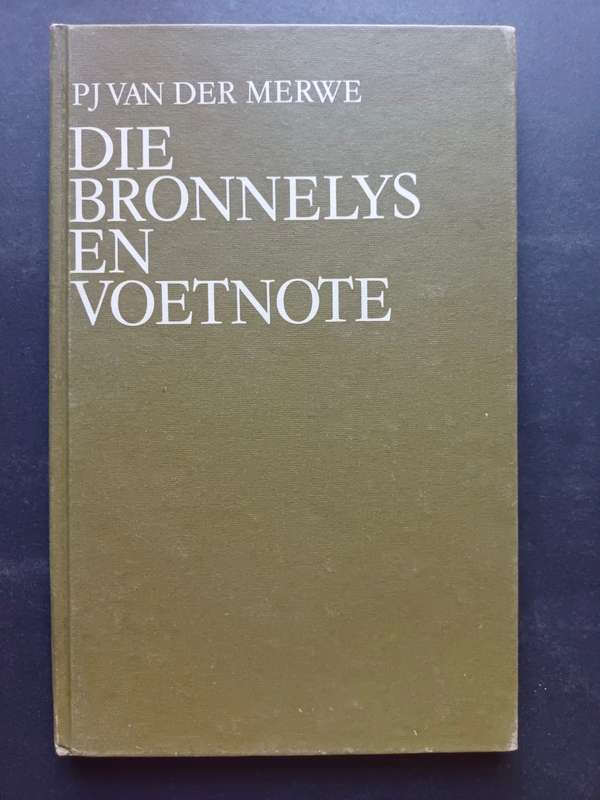 PJ VAN DER MERWE
DIE
BRONNELYS
EN
VOETNOTE